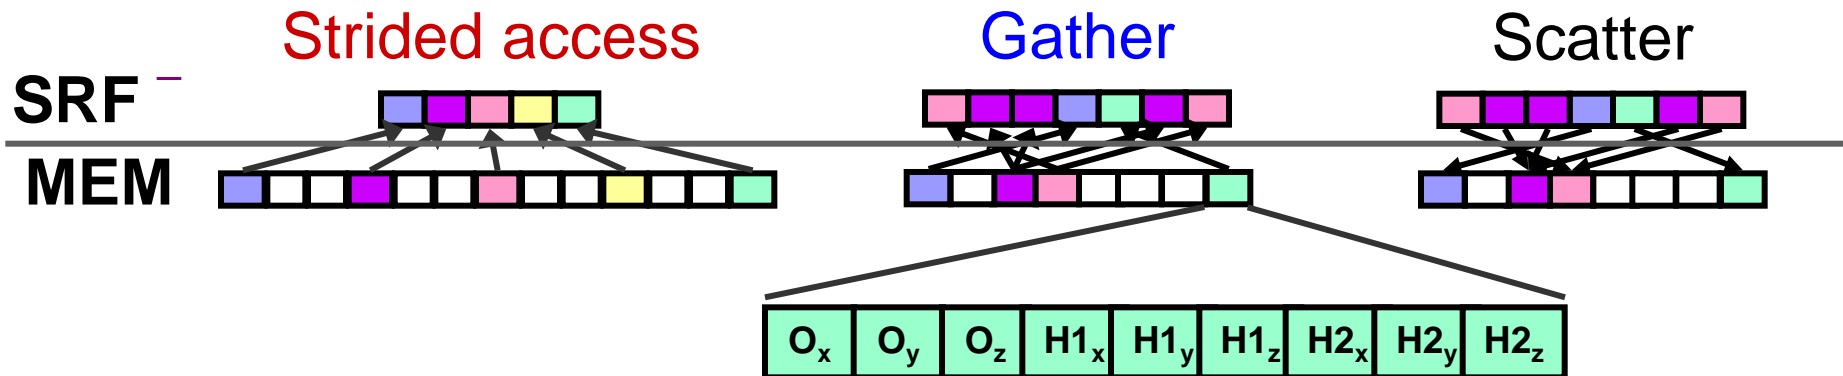 Strided access Gather Scatter
SRF –
MEM
Ox Oy Oz H1x H1y H1z H2x H2y H2z